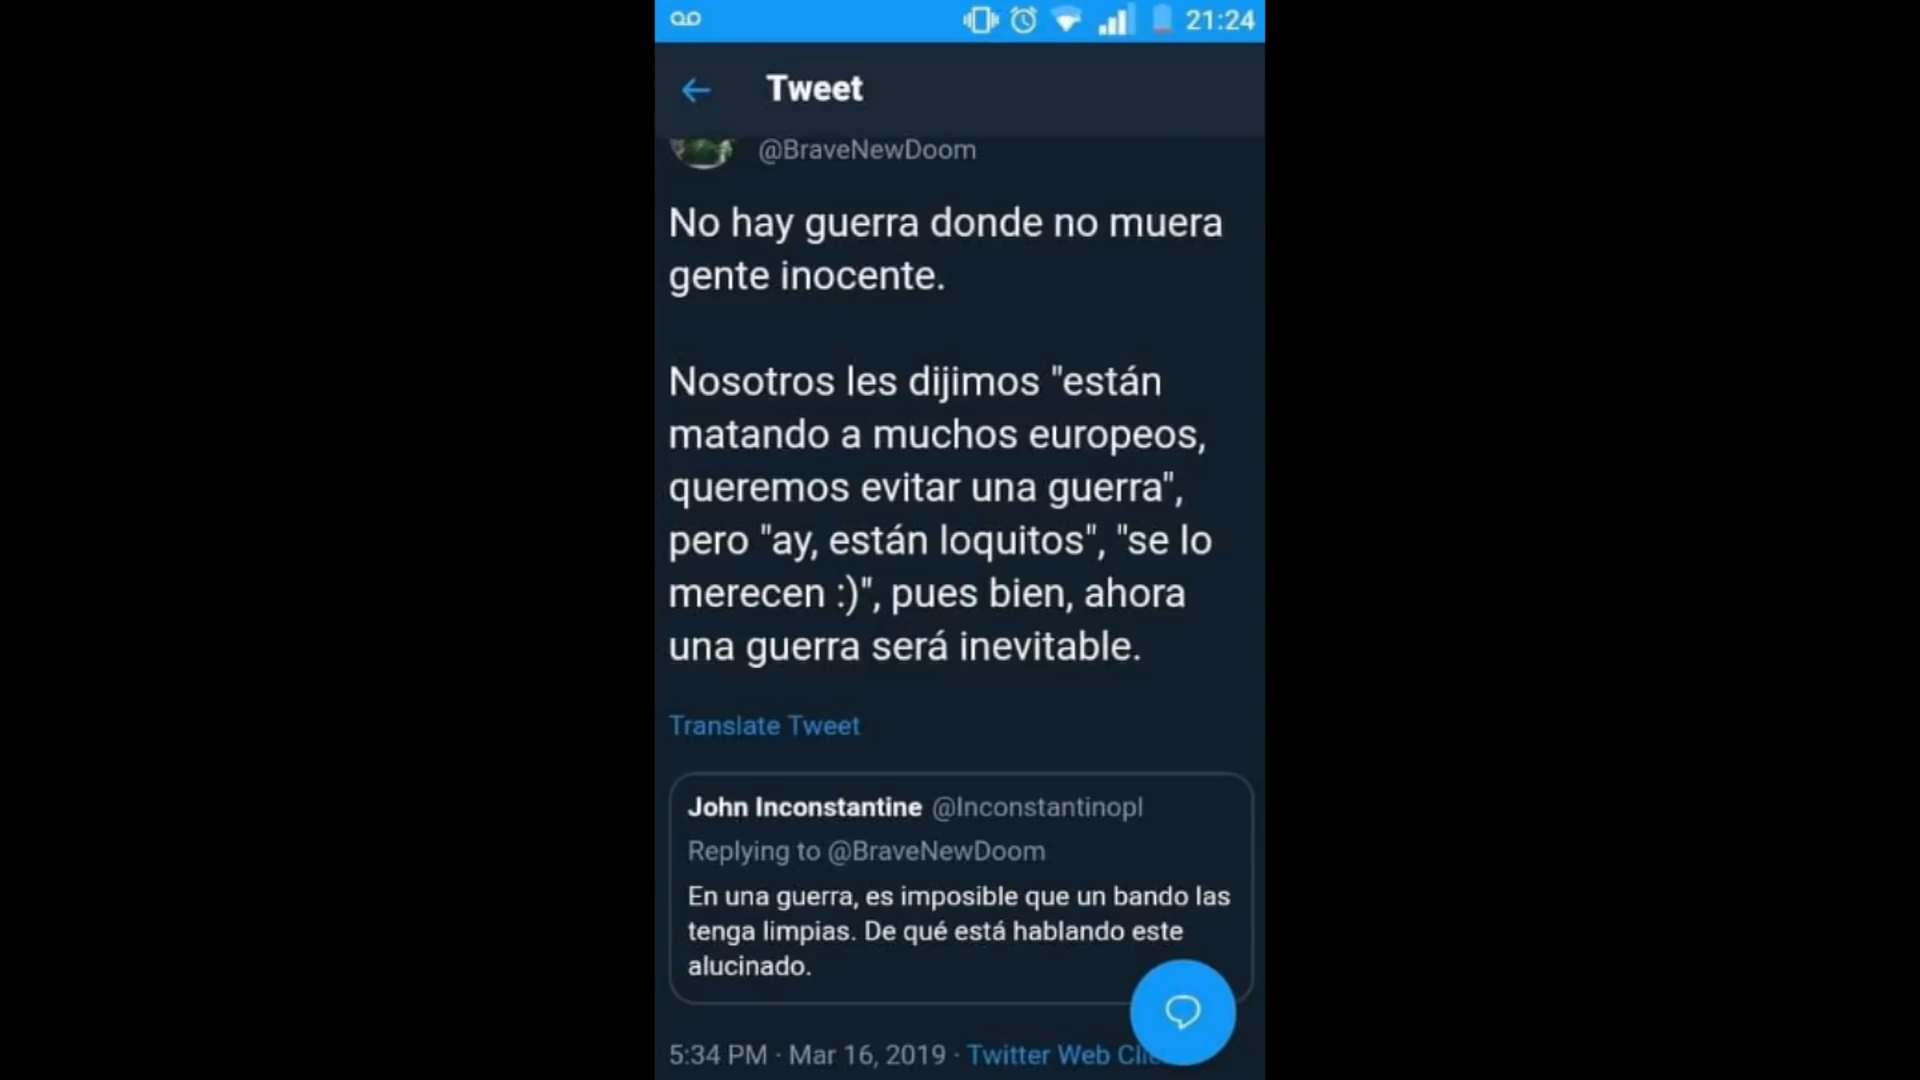 21:24
Tweet
@BraveNewDoom
No hay guerra donde no muera
gente inocente.
Nosotros les dijimos "están
matando a muchos europeos,
queremos evitar una guerra",
pero "ay, están loquitos", "se lo
merecen :)", pues bien, ahora
una guerra será inevitable.
Translate Tweet
John Inconstantine @Inconstantinopl
Replying to @BraveNewDoom
En una guerra, es imposible que un bando las
tenga limpias. De qué está hablando este
alucinado.
5:34 PM · Mar 16, 2019 · Twitter Web